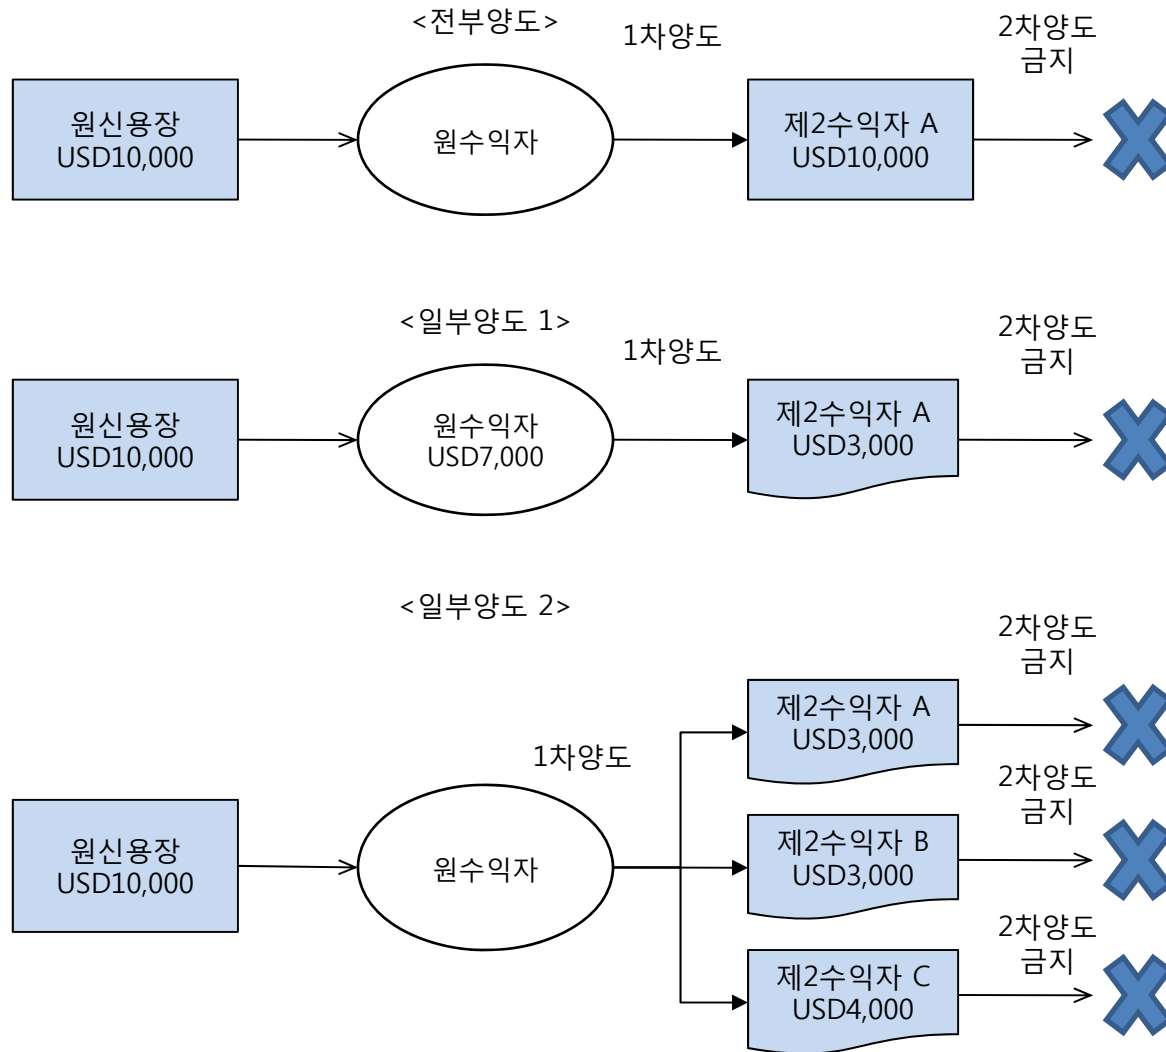 <전부양도>
1차양도
2차양도
금지
원신용장
USD10,000
원수익자
제2수익자 A
USD10,000
<일부양도 1>
1차양도
2차양도
금지
원신용장
USD10,000
원수익자
USD7,000
제2수익자 A
USD3,000
<일부양도 2>
1차양도
원신용장
USD10,000
원수익자
2차양도
금지
제2수익자 A
USD3,000
2차양도
금지
제2수익자 B
USD3,000
2차양도
금지
제2수익자 C
USD4,000